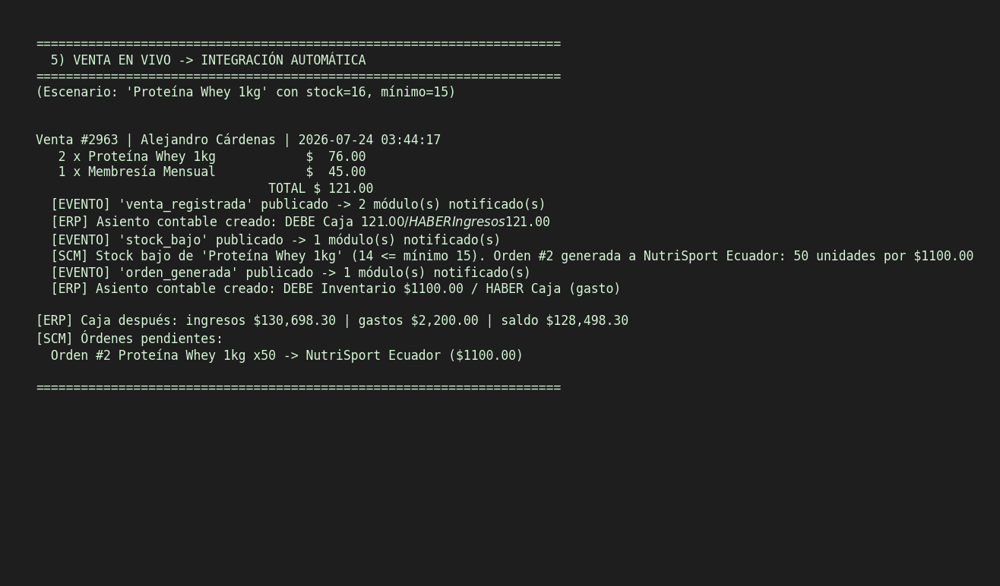 ======================================================================
  5) VENTA EN VIVO -> INTEGRACIÓN AUTOMÁTICA
======================================================================
(Escenario: 'Proteína Whey 1kg' con stock=16, mínimo=15)
Venta #2963 | Alejandro Cárdenas | 2026-07-24 03:44:17
   2 x Proteína Whey 1kg            $  76.00
   1 x Membresía Mensual            $  45.00
                               TOTAL $ 121.00
  [EVENTO] 'venta_registrada' publicado -> 2 módulo(s) notificado(s)
  [ERP] Asiento contable creado: DEBE Caja 121.00/HABERIngresos121.00
  [EVENTO] 'stock_bajo' publicado -> 1 módulo(s) notificado(s)
  [SCM] Stock bajo de 'Proteína Whey 1kg' (14 <= mínimo 15). Orden #2 generada a NutriSport Ecuador: 50 unidades por $1100.00
  [EVENTO] 'orden_generada' publicado -> 1 módulo(s) notificado(s)
  [ERP] Asiento contable creado: DEBE Inventario $1100.00 / HABER Caja (gasto)
[ERP] Caja después: ingresos $130,698.30 | gastos $2,200.00 | saldo $128,498.30
[SCM] Órdenes pendientes:
  Orden #2 Proteína Whey 1kg x50 -> NutriSport Ecuador ($1100.00)
======================================================================